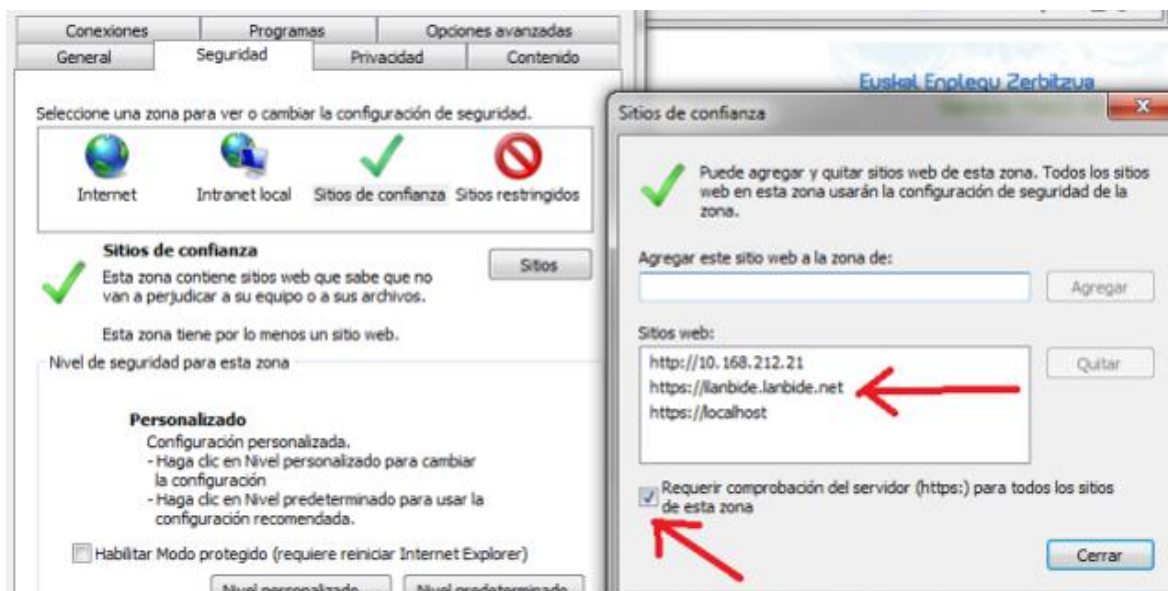 Conexiones Programas Opciones avanzadas
General Seguridad Privacidad Contenido
Seleccione una zona para ver o cambiar la configuración de seguridad.
Internet Intranet local Sitios de confianza Sitios restringidos
Sitios de confianza
Sitios
Esta zona contiene sitios web que sabe que no
van a perjudicar a su equipo o a sus archivos.
Esta zona tiene por lo menos un sitio web.
Nivel de seguridad para esta zona
Personalizado
Configuración personalizada.
- Haga clic en Nivel personalizado para cambiar
la configuración
- Haga clic en Nivel predeterminado para usar la
configuración recomendada.
Habilitar Modo protegido (requiere reiniciar Internet Explorer)
Nivel personalizado... Nivel predeterminado
Euskal Enplegu Zerbitzua
Sitios de confianza
Puede agregar y quitar sitios web de esta zona. Todos los sitios
web en esta zona usarán la configuración de seguridad de la
zona.
Agregar este sitio web a la zona de:
Agregar
Sitios web:
http://10.168.212.21
Quitar
https://ilanbide.lanbide.net
https://localhost
Requerir comprobación del servidor (https:) para todos los sitios
de esta zona
Cerrar